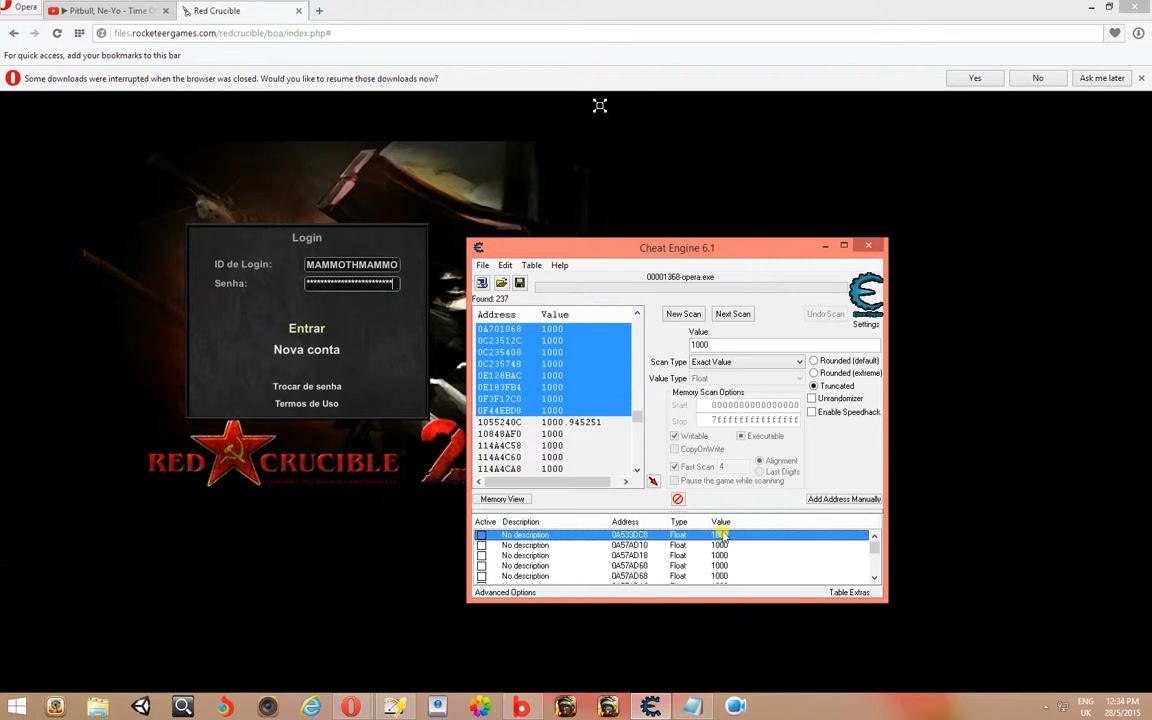 Opera
Pitbull, Ne-Yo - Time O
Red Crucible
files.rocketeergames.com/redcrucible/boa/index.php#
For quick access, add your bookmarks to this bar
Some downloads were interrupted when the browser was closed. Would you like to resume those downloads now?
Yes
No
Ask me later
Login
ID de Login:
MAMMOTHMAMMO
Senha:
Entrar
Nova conta
Trocar de senha
Termos de Uso
RED CRUCIBLE 2
Cheat Engine 6.1
File Edit Table Help
00001368-opera.exe
Found: 237
Address Value
0A701068 1000
0C23512C 1000
0C235408 1000
0C235748 1000
0E128BAC 1000
0E183FB4 1000
0F3F17C0 1000
0F44EBD8 1000
1055240C 1000.945251
10848AF0 1000
114A4C58 1000
114A4C80 1000
114A4CA8 1000
New Scan
Next Scan
Undo Scan
Settings
Value:
1000
Scan Type Exact Value
Value Type Float
Memory Scan Options
Start 0000000000000000
Stop 7fffffffffffffff
Writable
Executable
CopyOnWrite
Fast Scan 4
Alignment
Last Digits
Pause the game while scanning
Rounded (default)
Rounded (extreme)
Truncated
Unrandomizer
Enable Speedhack
Memory View
Add Address Manually
Active Description Address Type Value
No description 0A533DC8 Float
No description 0A57AD10 Float 1000
No description 0A57AD18 Float 1000
No description 0A57AD60 Float 1000
No description 0A57AD68 Float 1000
Advanced Options
Table Extras
ENG
UK
12:34 PM
28/5/2015